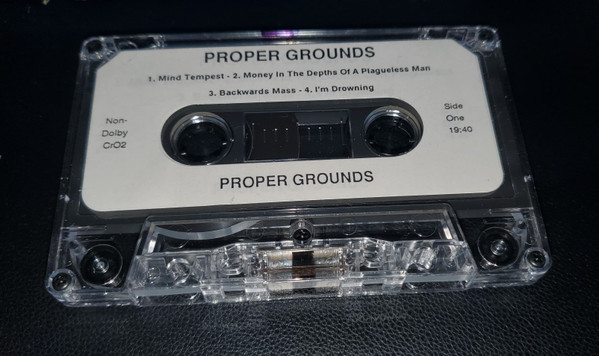 PROPER GROUNDS
1. Mind Tempest - 2. Money In The Depths Of A Plagueless Man
3. Backwards Mass - 4. I'm Drowning
Non-
Dolby
CrO2
Side
One
19:40
PROPER GROUNDS